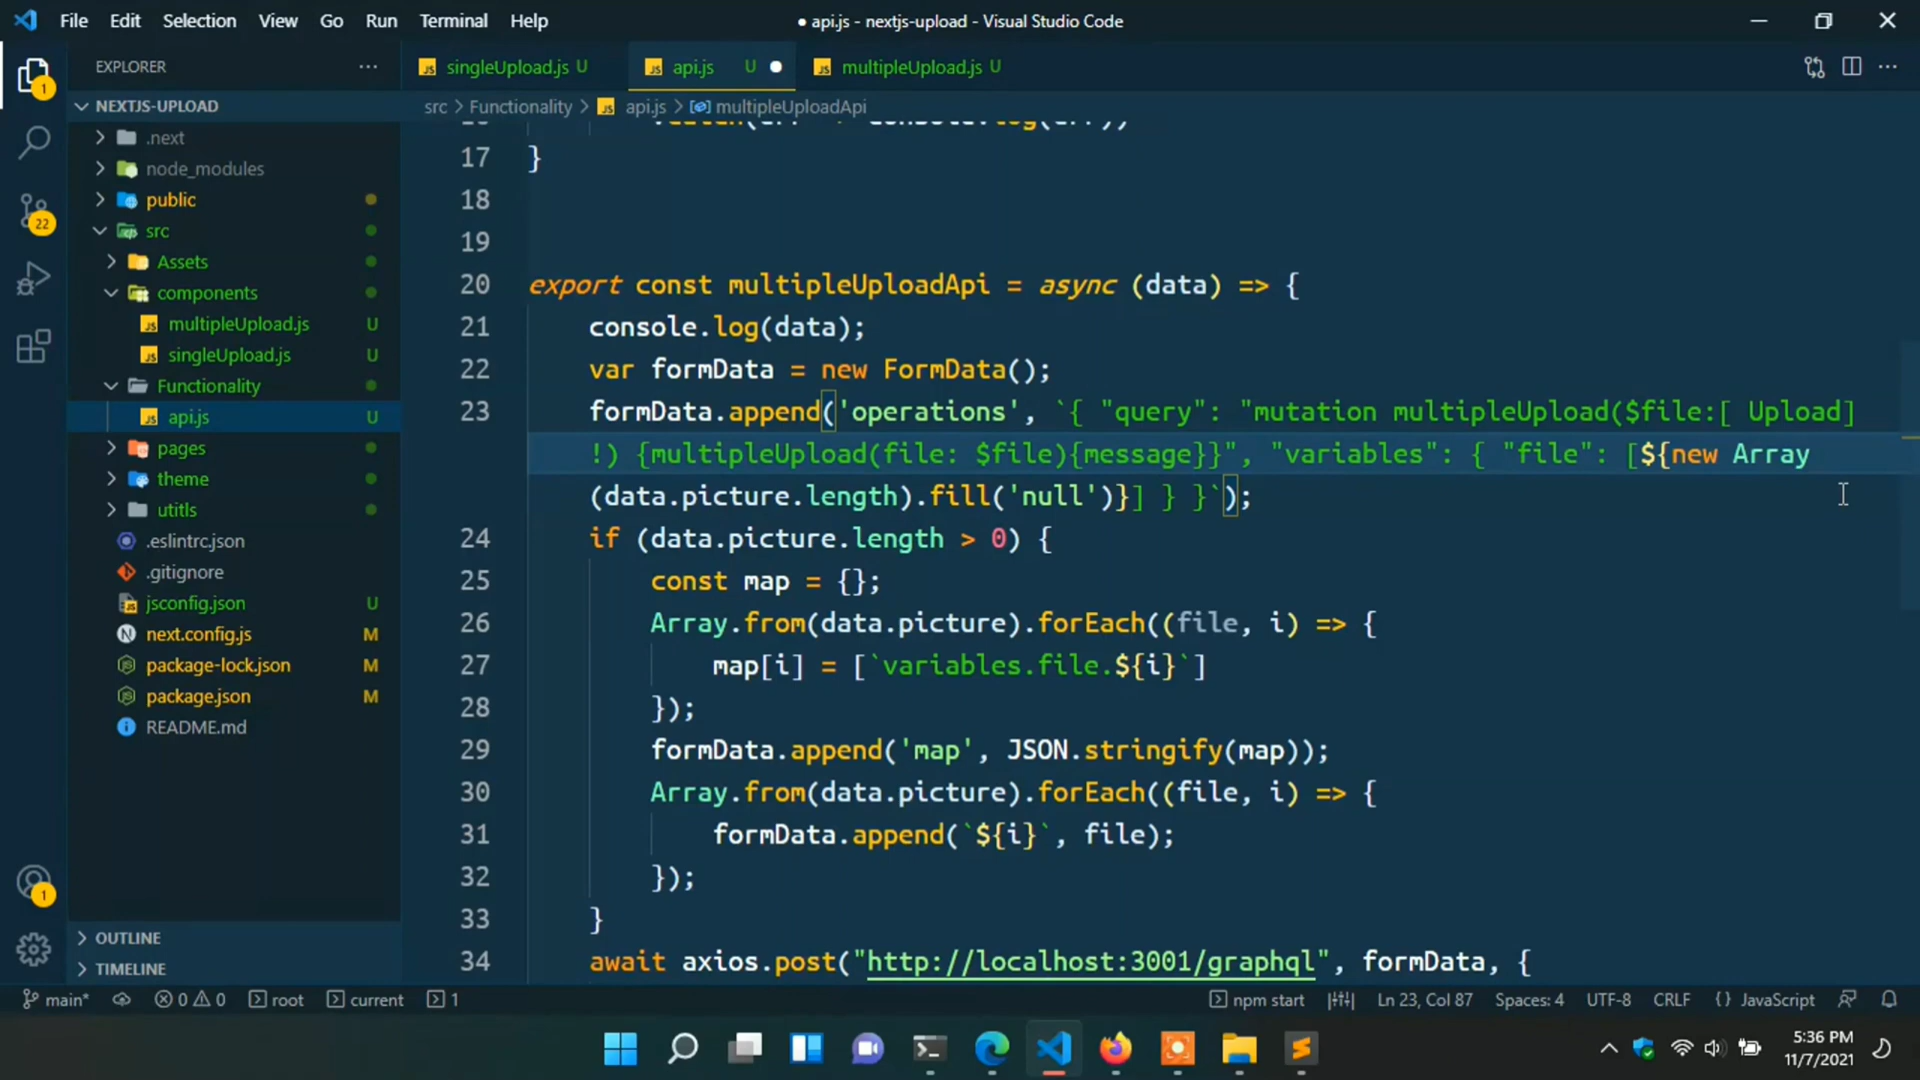 File Edit Selection View Go Run Terminal Help
● api.js - nextjs-upload - Visual Studio Code
EXPLORER ...
singleUpload.js U
api.js U ●
multipleUpload.js U
NEXTJS-UPLOAD
src > Functionality > api.js > multipleUploadApi
.next
node_modules
public
src
Assets
components
multipleUpload.js U
singleUpload.js U
Functionality
api.js U
pages
theme
utitls
.eslintrc.json
.gitignore
jsconfig.json U
next.config.js M
package-lock.json M
package.json M
README.md
OUTLINE
TIMELINE
1
22
1
17 }
18
19
20 export const multipleUploadApi = async (data) => {
21 console.log(data);
22 var formData = new FormData();
23 formData.append('operations', `{ "query": "mutation multipleUpload($file:[ Upload]
!) {multipleUpload(file: $file){message}}", "variables": { "file": [${new Array
(data.picture.length).fill('null')}] } }`);
24 if (data.picture.length > 0) {
25 const map = {};
26 Array.from(data.picture).forEach((file, i) => {
27 map[i] = [`variables.file.${i}`]
28 });
29 formData.append('map', JSON.stringify(map));
30 Array.from(data.picture).forEach((file, i) => {
31 formData.append(`${i}`, file);
32 });
33 }
34 await axios.post("http://localhost:3001/graphql", formData, {
main* 0 0 root current 1
npm start Ln 23, Col 87 Spaces: 4 UTF-8 CRLF {} JavaScript
5:36 PM
11/7/2021